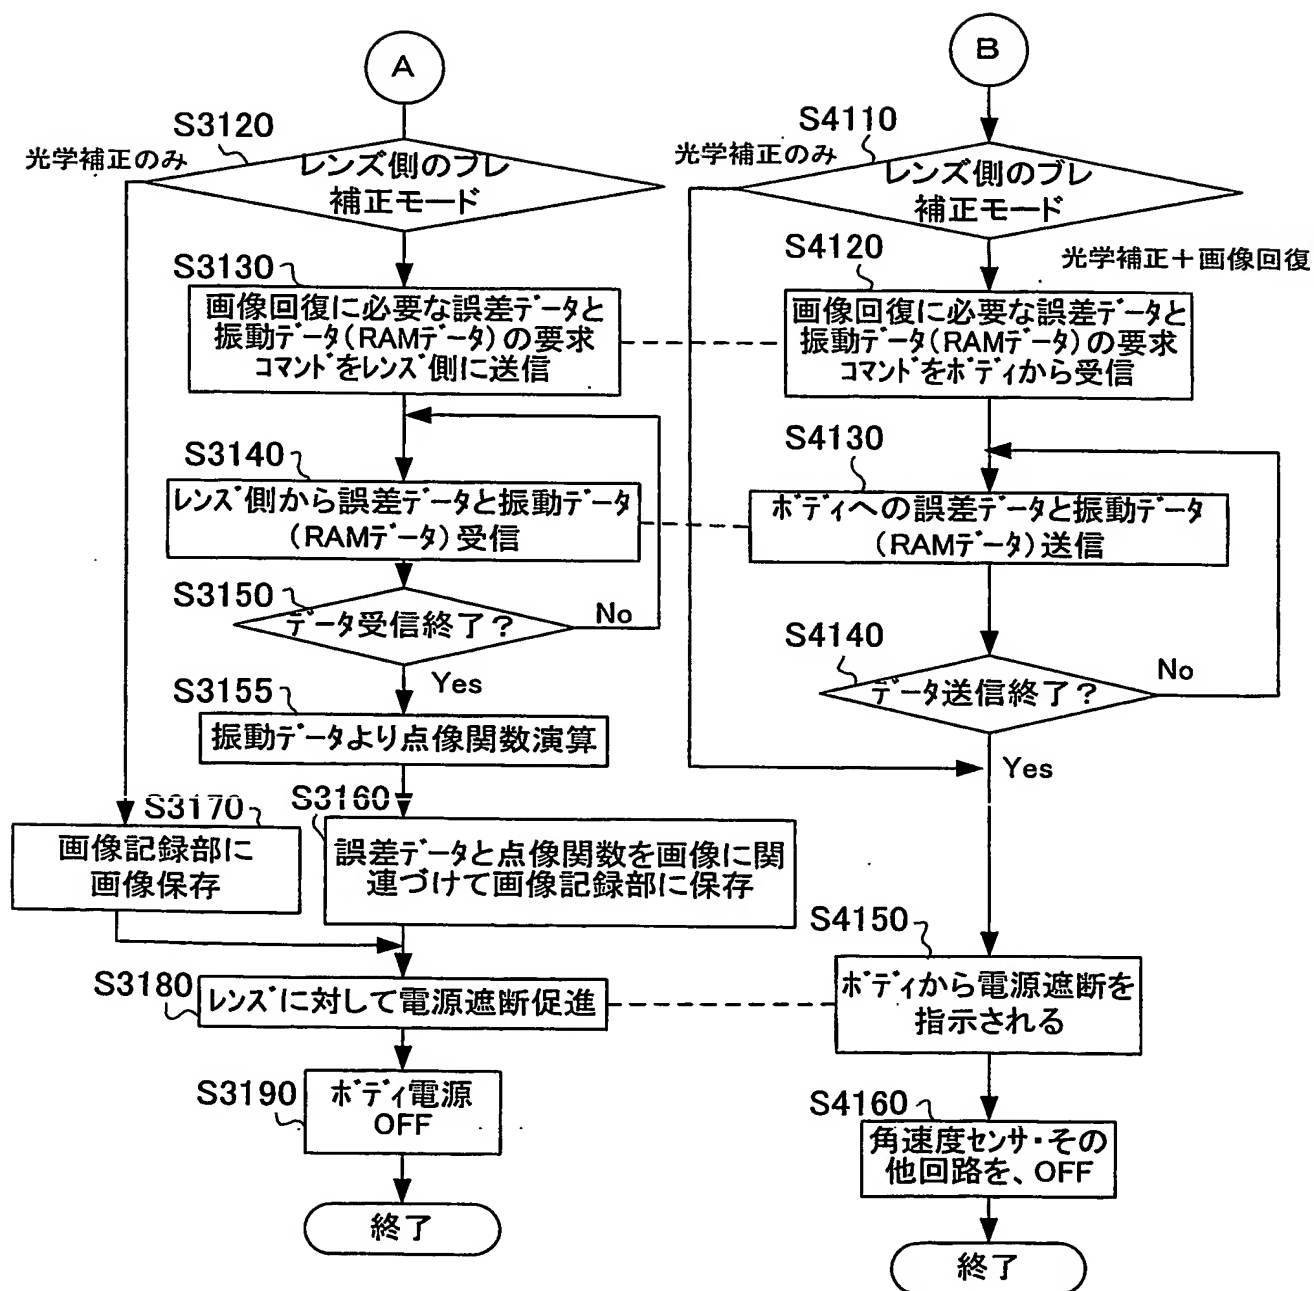 A
S3120
光学補正のみ
レンズ側のブレ
補正モード
S3130
画像回復に必要な誤差データと
振動データ(RAMデータ)の要求
コマンドをレンズ側に送信
S3140
レンズ側から誤差データと振動データ
(RAMデータ)受信
S3150
データ受信終了?
No
Yes
S3155
振動データより点像関数演算
S3170
画像記録部に
画像保存
S3160
誤差データと点像関数を画像に関
連づけて画像記録部に保存
S3180
レンズに対して電源遮断促進
S3190
ボディ電源
OFF
終了
B
S4110
光学補正のみ
レンズ側のブレ
補正モード
S4120
光学補正+画像回復
画像回復に必要な誤差データと
振動データ(RAMデータ)の要求
コマンドをボディから受信
S4130
ボディへの誤差データと振動データ
(RAMデータ)送信
S4140
データ送信終了?
No
Yes
S4150
ボディから電源遮断を
指示される
S4160
角速度センサ・その
他回路を、OFF
終了